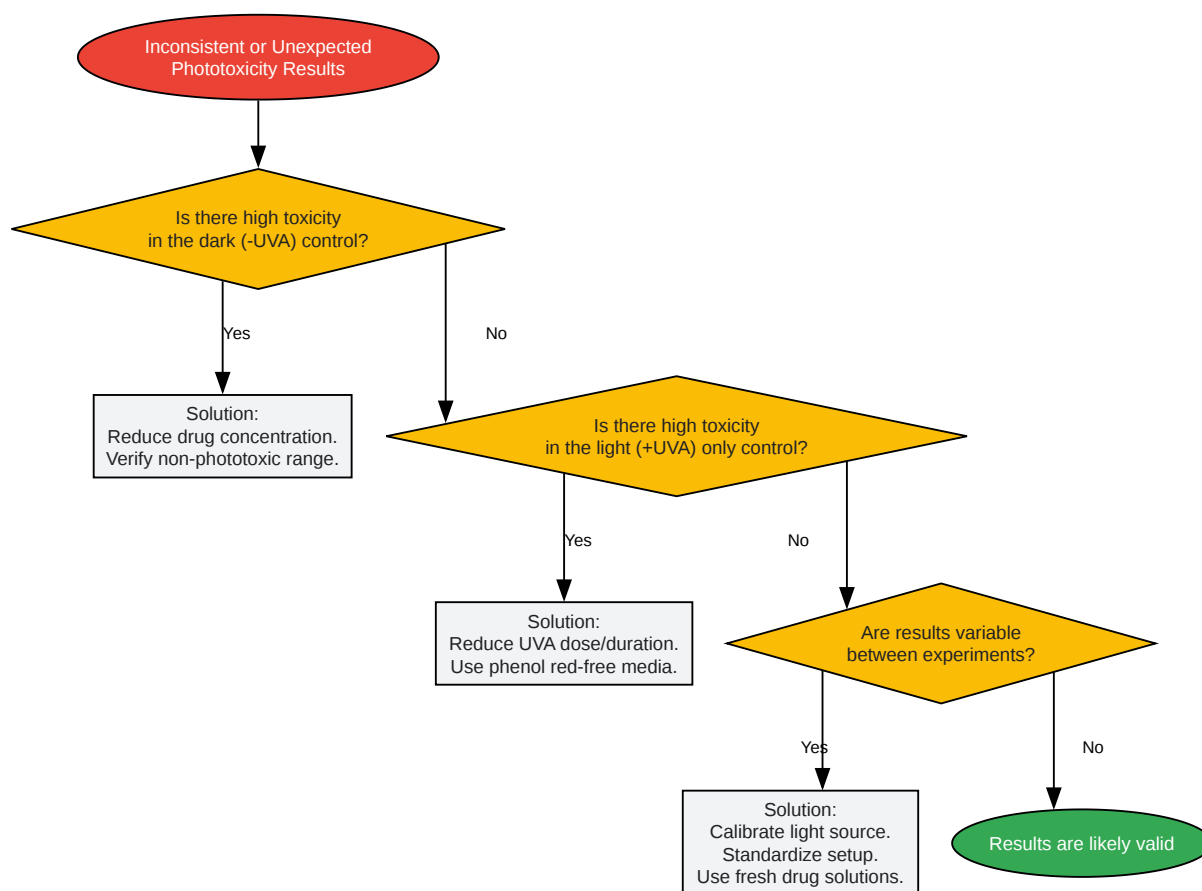 Inconsistent or Unexpected
Phototoxicity Results
Is there high toxicity
in the dark (-UVA) control?
Yes
No
Solution:
Reduce drug concentration.
Verify non-phototoxic range.
Is there high toxicity
in the light (+UVA) only control?
Yes
No
Solution:
Reduce UVA dose/duration.
Use phenol red-free media.
Are results variable
between experiments?
Yes
No
Solution:
Calibrate light source.
Standardize setup.
Use fresh drug solutions.
Results are likely valid